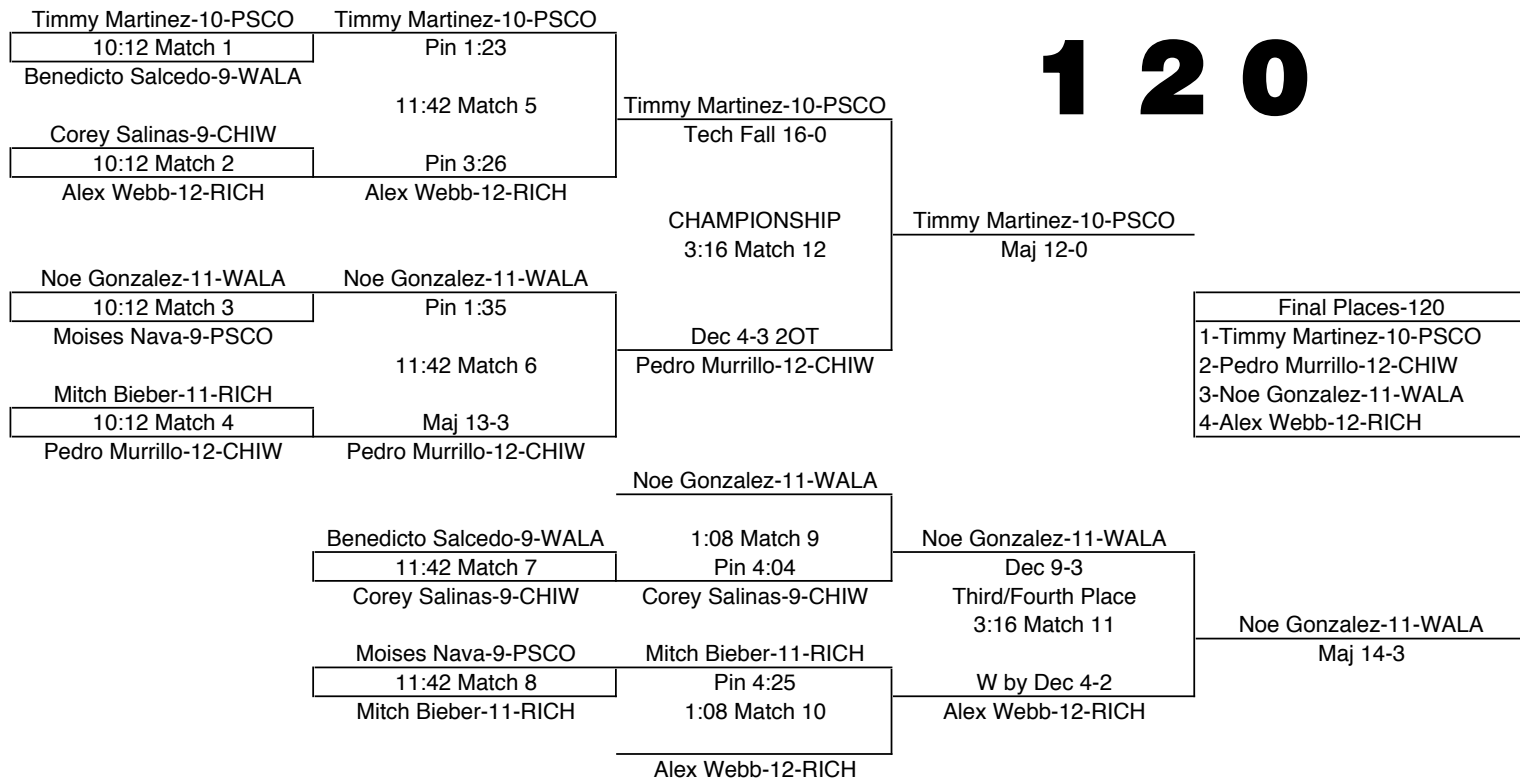 Timmy Martinez-10-PSCO Timmy Martinez-10-PSCO
10:12 Match 1 Pin 1:23
Benedicto Salcedo-9-WALA
1 2 0
11:42 Match 5 Timmy Martinez-10-PSCO
Corey Salinas-9-CHIW Tech Fall 16-0
10:12 Match 2 Pin 3:26
Alex Webb-12-RICH Alex Webb-12-RICH
CHAMPIONSHIP Timmy Martinez-10-PSCO
3:16 Match 12 Maj 12-0
Noe Gonzalez-11-WALA Noe Gonzalez-11-WALA
10:12 Match 3 Pin 1:35 Final Places-120
Moises Nava-9-PSCO Dec 4-3 2OT 1-Timmy Martinez-10-PSCO
11:42 Match 6 Pedro Murrillo-12-CHIW 2-Pedro Murrillo-12-CHIW
Mitch Bieber-11-RICH 3-Noe Gonzalez-11-WALA
10:12 Match 4 Maj 13-3 4-Alex Webb-12-RICH
Pedro Murrillo-12-CHIW Pedro Murrillo-12-CHIW
Noe Gonzalez-11-WALA
Benedicto Salcedo-9-WALA 1:08 Match 9 Noe Gonzalez-11-WALA
11:42 Match 7 Pin 4:04 Dec 9-3
Corey Salinas-9-CHIW Corey Salinas-9-CHIW Third/Fourth Place
3:16 Match 11 Noe Gonzalez-11-WALA
Moises Nava-9-PSCO Mitch Bieber-11-RICH Maj 14-3
11:42 Match 8 Pin 4:25 W by Dec 4-2
Mitch Bieber-11-RICH 1:08 Match 10 Alex Webb-12-RICH
Alex Webb-12-RICH